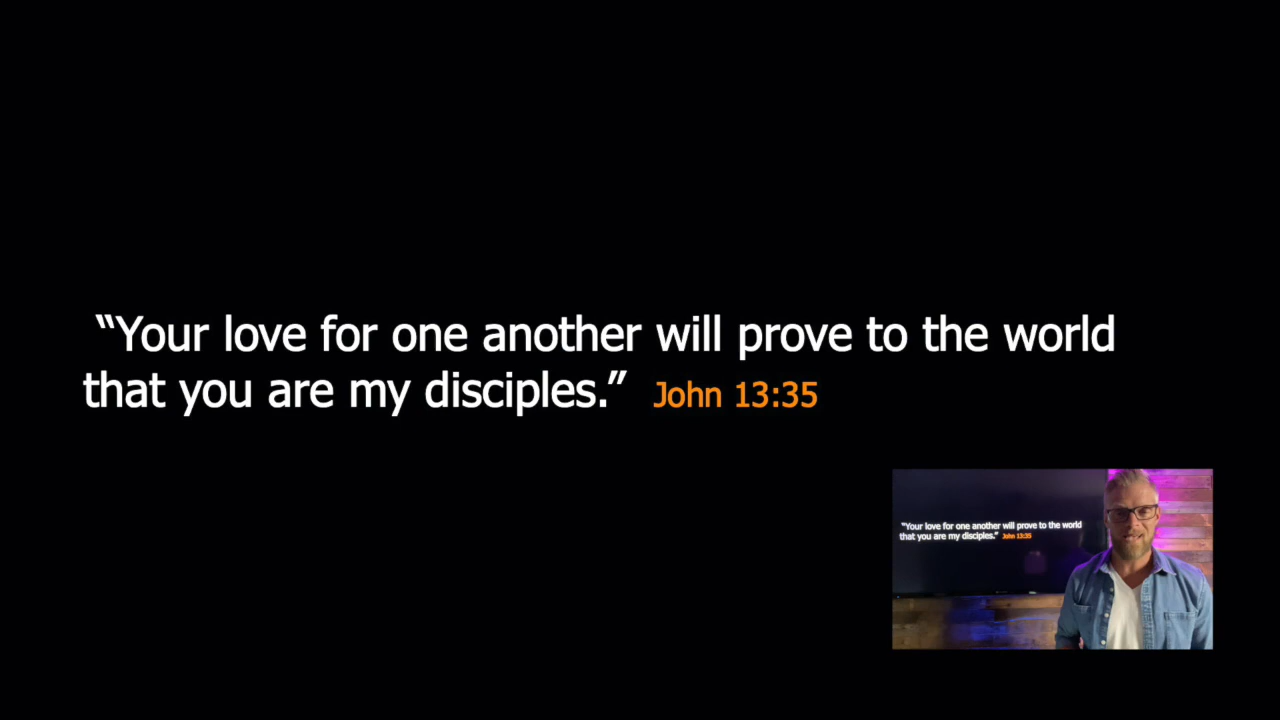 “Your love for one another will prove to the world
that you are my disciples.” John 13:35
“Your love for one another will prove to the world
that you are my disciples.” John 13:35